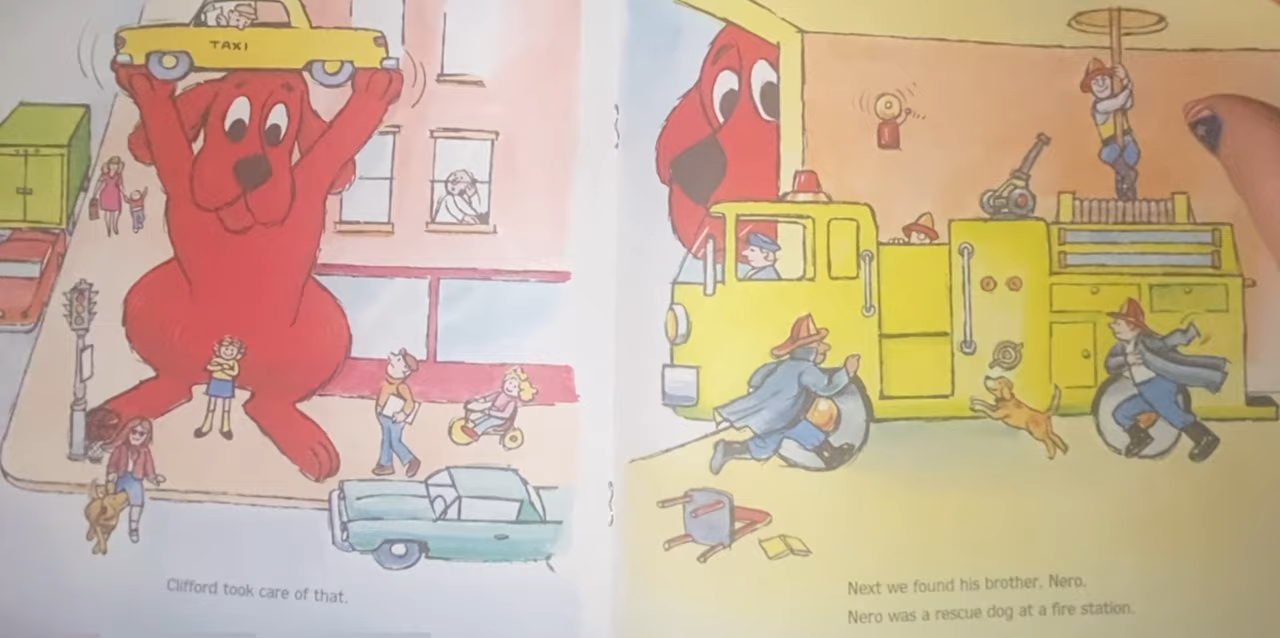 TAXI
Clifford took care of that.
Next we found his brother, Nero.
Nero was a rescue dog at a fire station.